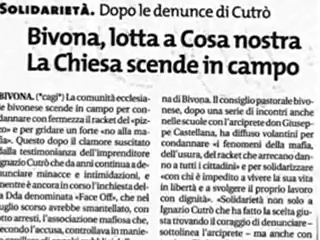 SOLIDARIETÀ. Dopo le denunce di Cutrò
Bivona, lotta a Cosa nostra
La Chiesa scende in campo
BIVONA. ("cagi") La comunità ecclesia-
le bivonese scende in campo per con-
dannare con fermezza il racket del «piz-
zo» e per gridare un forte «no alla ma-
fia». Questo dopo il clamore suscitato
dalla testimonianza dell'imprenditore
Ignazio Cutrò che da anni continua a de-
nunciare minacce e intimidazioni, e
mentre è ancora in corso l'inchiesta del-
la Dda denominata «Face Off», che nel
luglio scorso avrebbe smantellato, con
otto arresti, l'associazione mafiosa che,
secondo l'accusa, controllava in manie-
na di Bivona. Il consiglio pastorale bivo-
nese, dopo una serie di incontri anche
nelle scuole con l'arciprete don Giusep-
pe Castellana, ha diffuso volantini per
condannare «i fenomeni della mafia,
dell'usura, del racket che arrecano dan-
no a tutti i cittadini» e per solidarizzare
«con chi è impedito a vivere la sua vita
in libertà e a svolgere il proprio lavoro
con dignità». «Solidarietà non solo a
Ignazio Cutrò che ha fatto la scelta giu-
sta trovando il coraggio di denunciare –
sottolinea l'arciprete – ma anche a